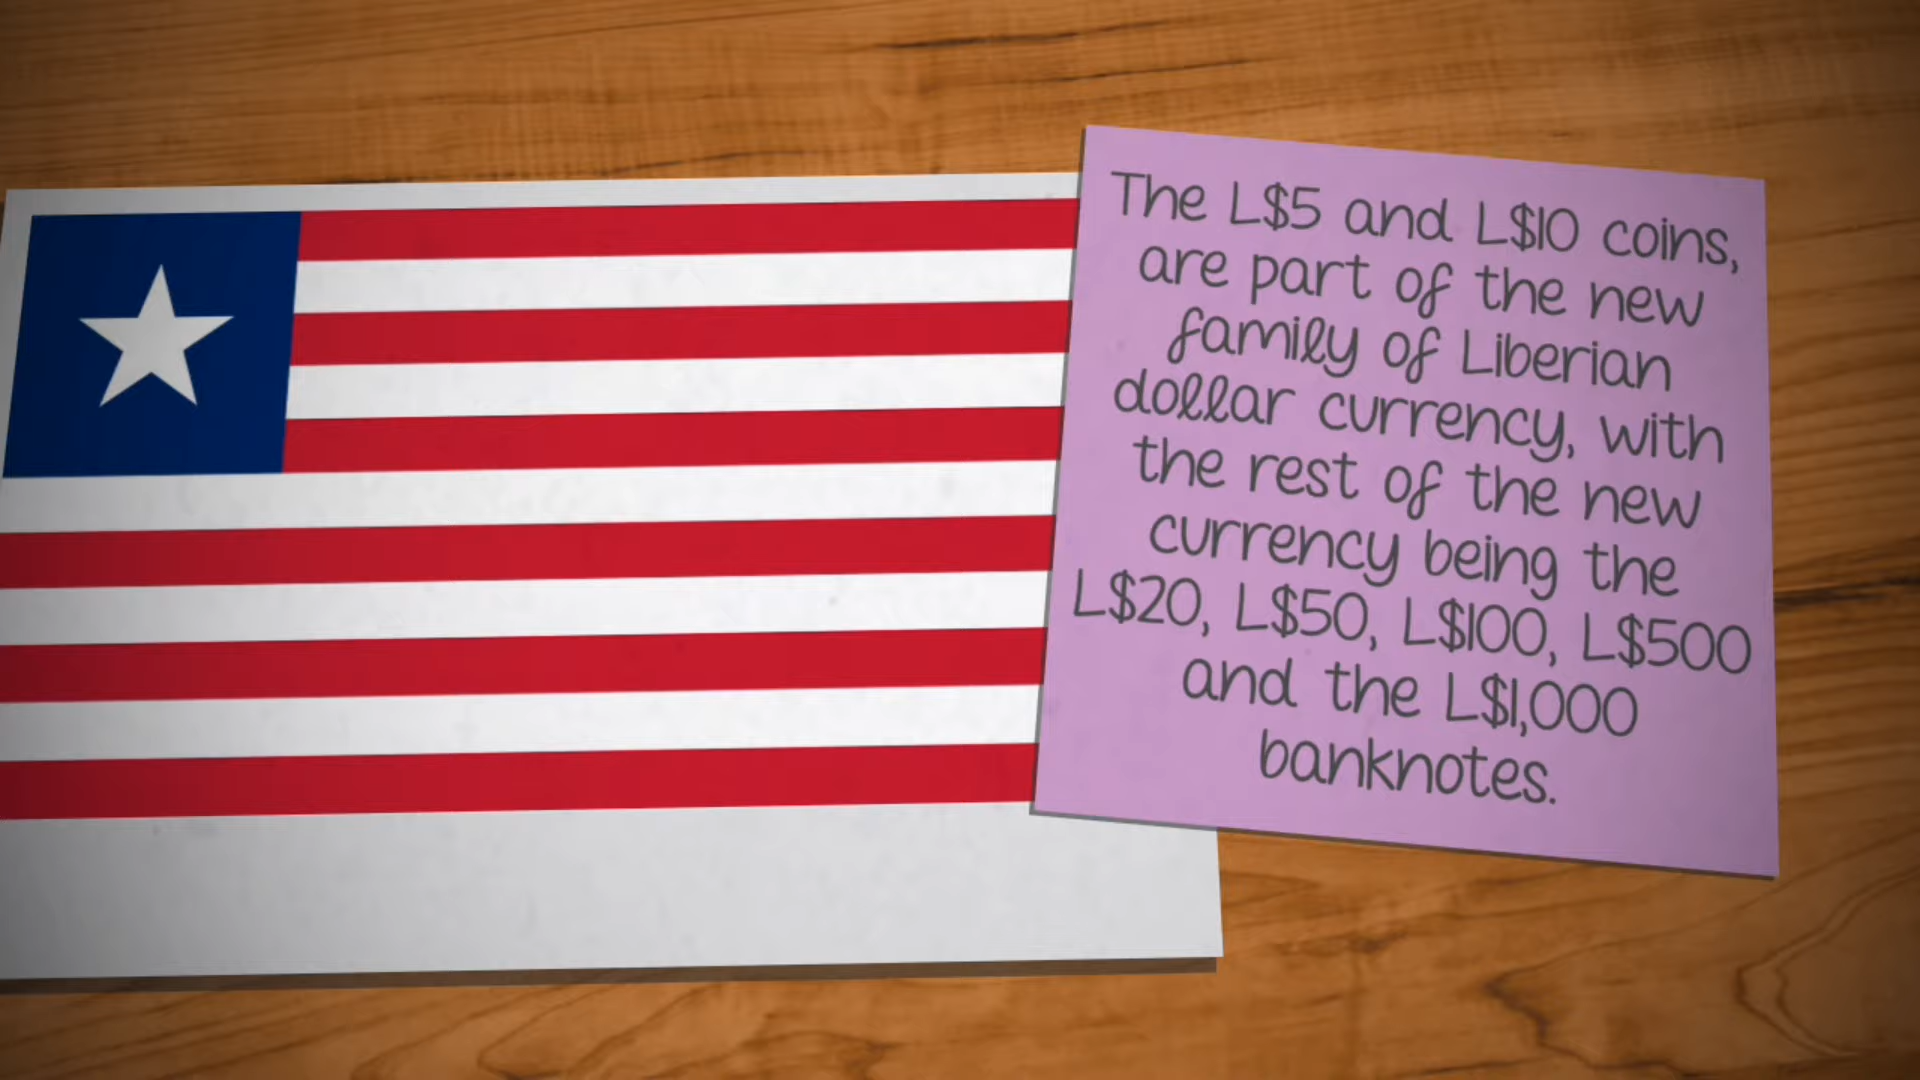 The L$5 and L$10 coins,
are part of the new
family of Liberian
dollar currency, with
the rest of the new
currency being the
L$20, L$50, L$100, L$500
and the L$1,000
banknotes.